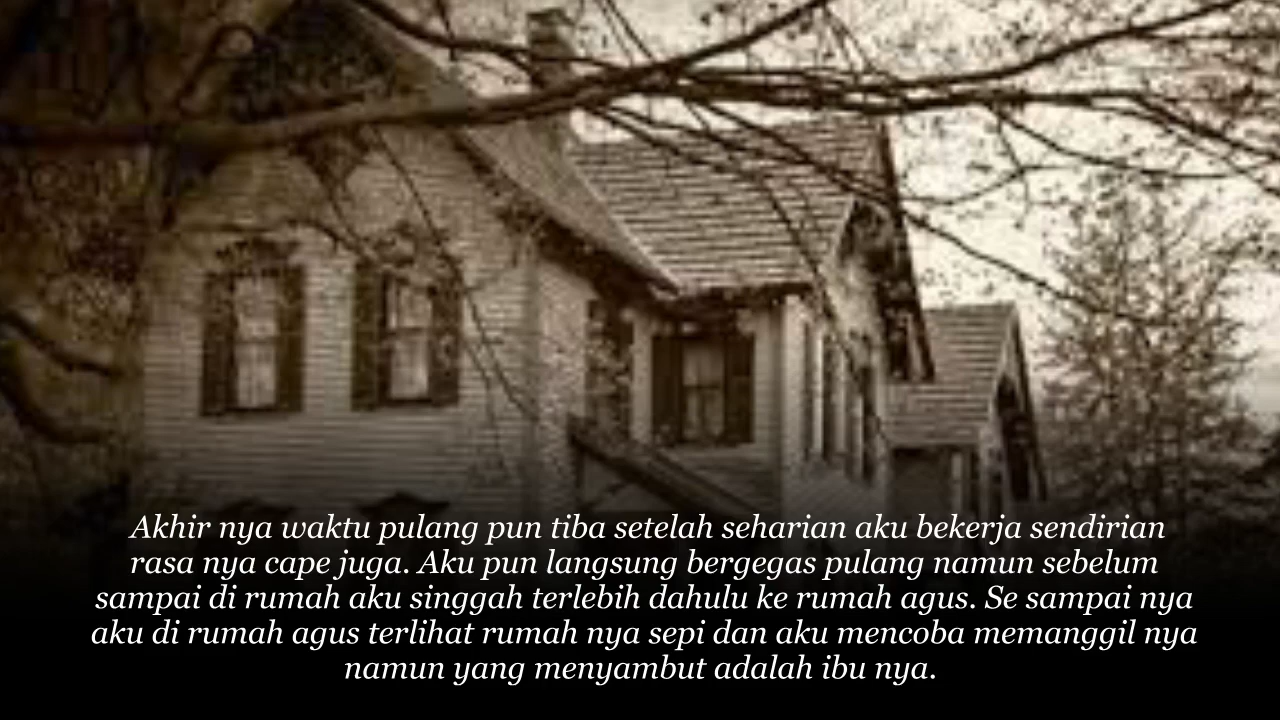 Akhir nya waktu pulang pun tiba setelah seharian aku bekerja sendirian
rasa nya cape juga. Aku pun langsung bergegas pulang namun sebelum
sampai di rumah aku singgah terlebih dahulu ke rumah agus. Se sampai nya
aku di rumah agus terlihat rumah nya sepi dan aku mencoba memanggil nya
namun yang menyambut adalah ibu nya.